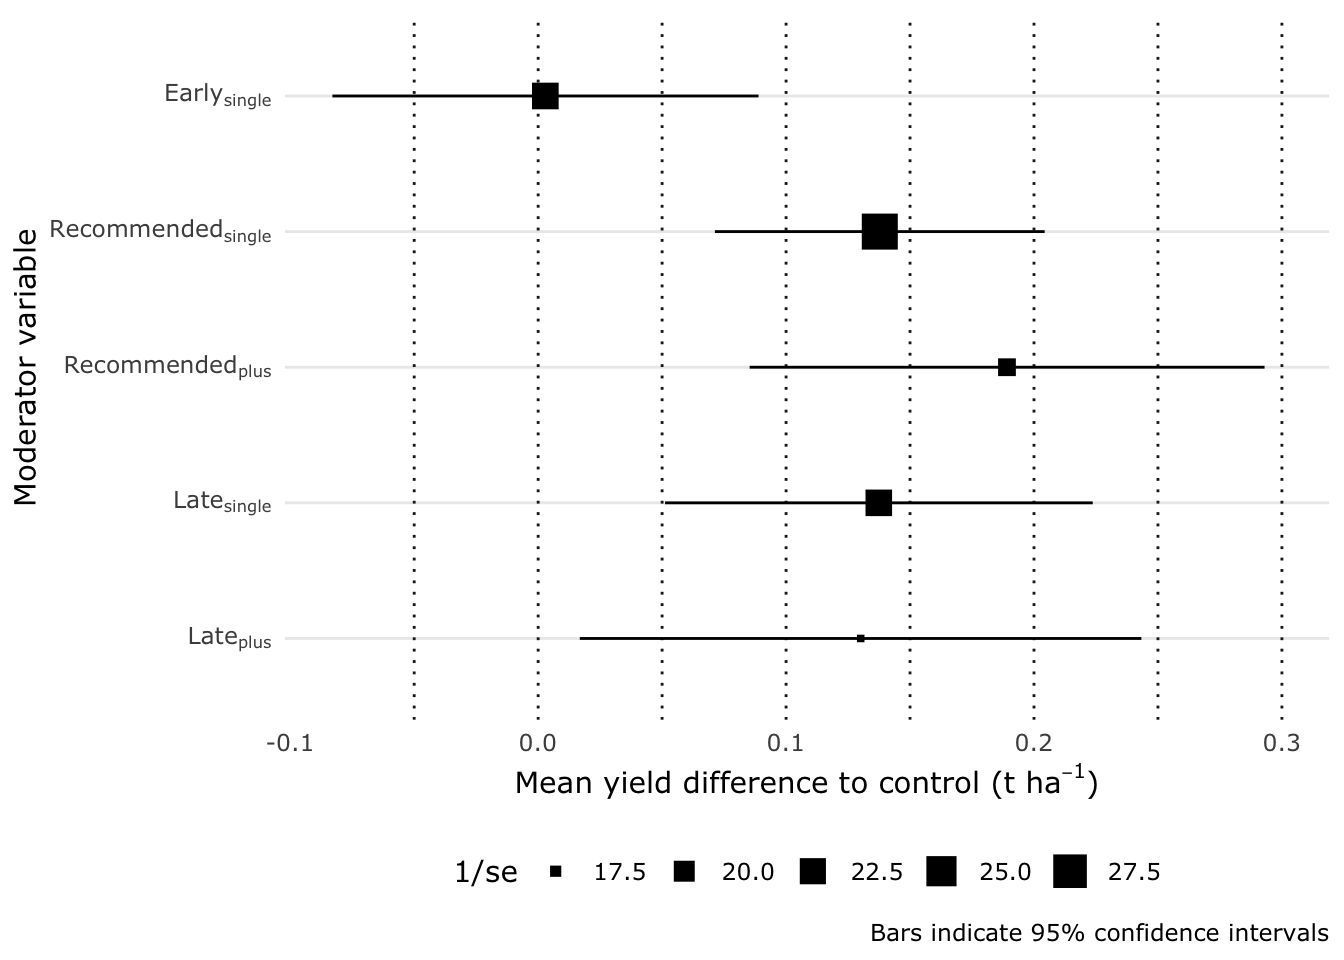 Early_single
Recommended_single
Recommended_plus
Late_single
Late_plus
Moderator variable
-0.1 0.0 0.1 0.2 0.3
Mean yield difference to control (t ha⁻¹)
1/se 17.5 20.0 22.5 25.0 27.5
Bars indicate 95% confidence intervals